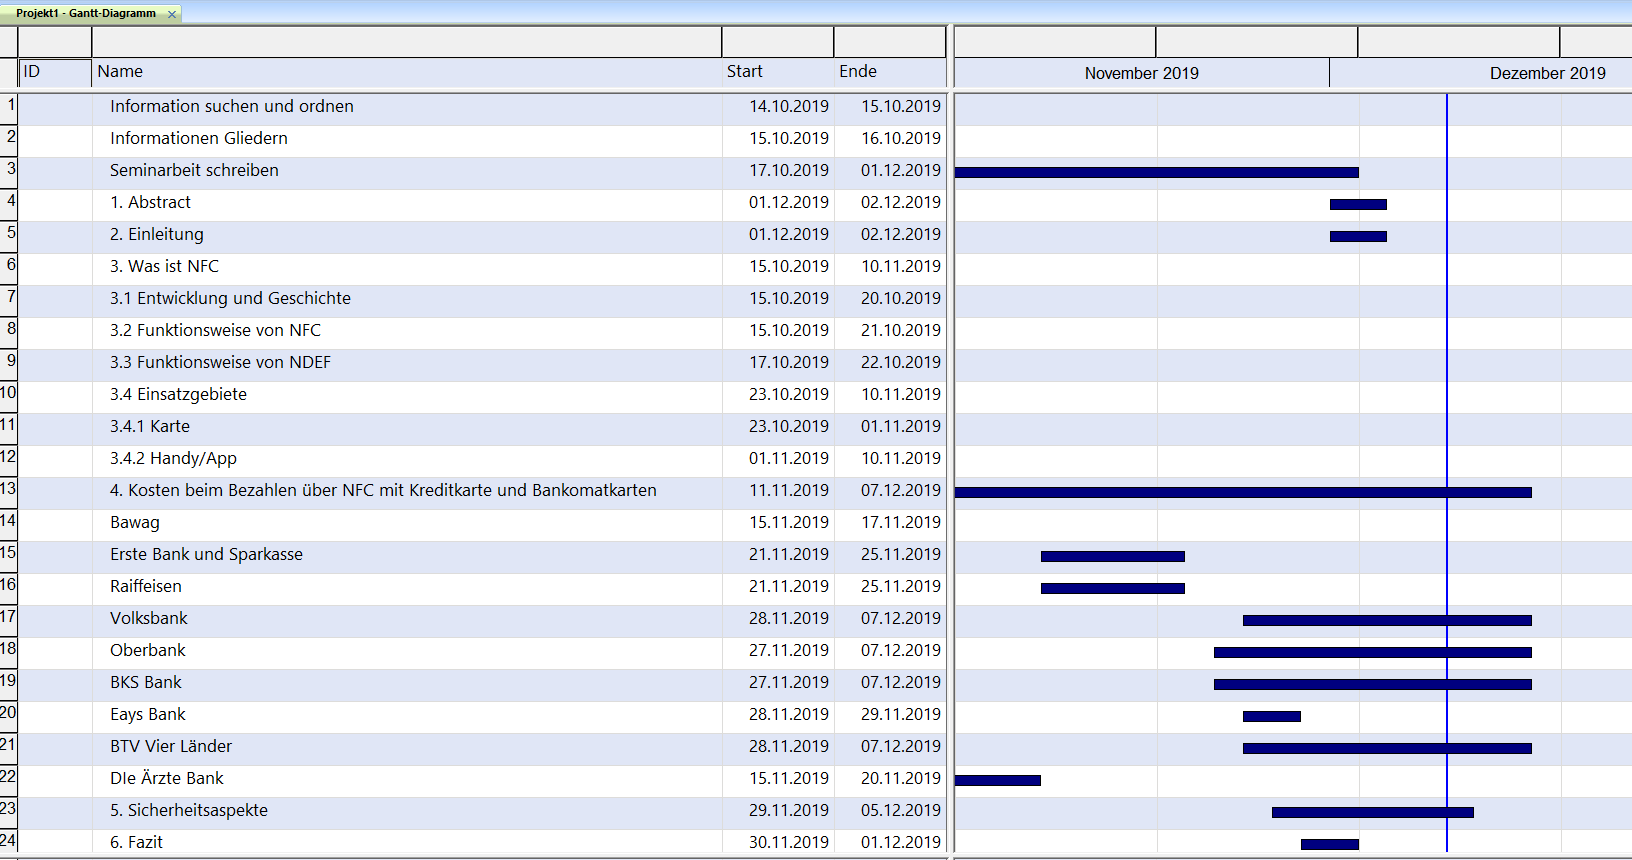 Projekt1 - Gantt-Diagramm ×
ID Name Start Ende November 2019 Dezember 2019
1 Information suchen und ordnen 14.10.2019 15.10.2019
2 Informationen Gliedern 15.10.2019 16.10.2019
3 Seminarbeit schreiben 17.10.2019 01.12.2019
4 1. Abstract 01.12.2019 02.12.2019
5 2. Einleitung 01.12.2019 02.12.2019
6 3. Was ist NFC 15.10.2019 10.11.2019
7 3.1 Entwicklung und Geschichte 15.10.2019 20.10.2019
8 3.2 Funktionsweise von NFC 15.10.2019 21.10.2019
9 3.3 Funktionsweise von NDEF 17.10.2019 22.10.2019
10 3.4 Einsatzgebiete 23.10.2019 10.11.2019
11 3.4.1 Karte 23.10.2019 01.11.2019
12 3.4.2 Handy/App 01.11.2019 10.11.2019
13 4. Kosten beim Bezahlen über NFC mit Kreditkarte und Bankomatkarten 11.11.2019 07.12.2019
14 Bawag 15.11.2019 17.11.2019
15 Erste Bank und Sparkasse 21.11.2019 25.11.2019
16 Raiffeisen 21.11.2019 25.11.2019
17 Volksbank 28.11.2019 07.12.2019
18 Oberbank 27.11.2019 07.12.2019
19 BKS Bank 27.11.2019 07.12.2019
20 Eays Bank 28.11.2019 29.11.2019
21 BTV Vier Länder 28.11.2019 07.12.2019
22 DIe Ärzte Bank 15.11.2019 20.11.2019
23 5. Sicherheitsaspekte 29.11.2019 05.12.2019
24 6. Fazit 30.11.2019 01.12.2019